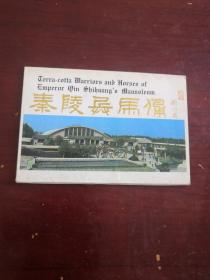 Terra-cotta Warriors and Horses of
Emperor Qin Shihuang's Mausoleum
秦陵兵馬俑